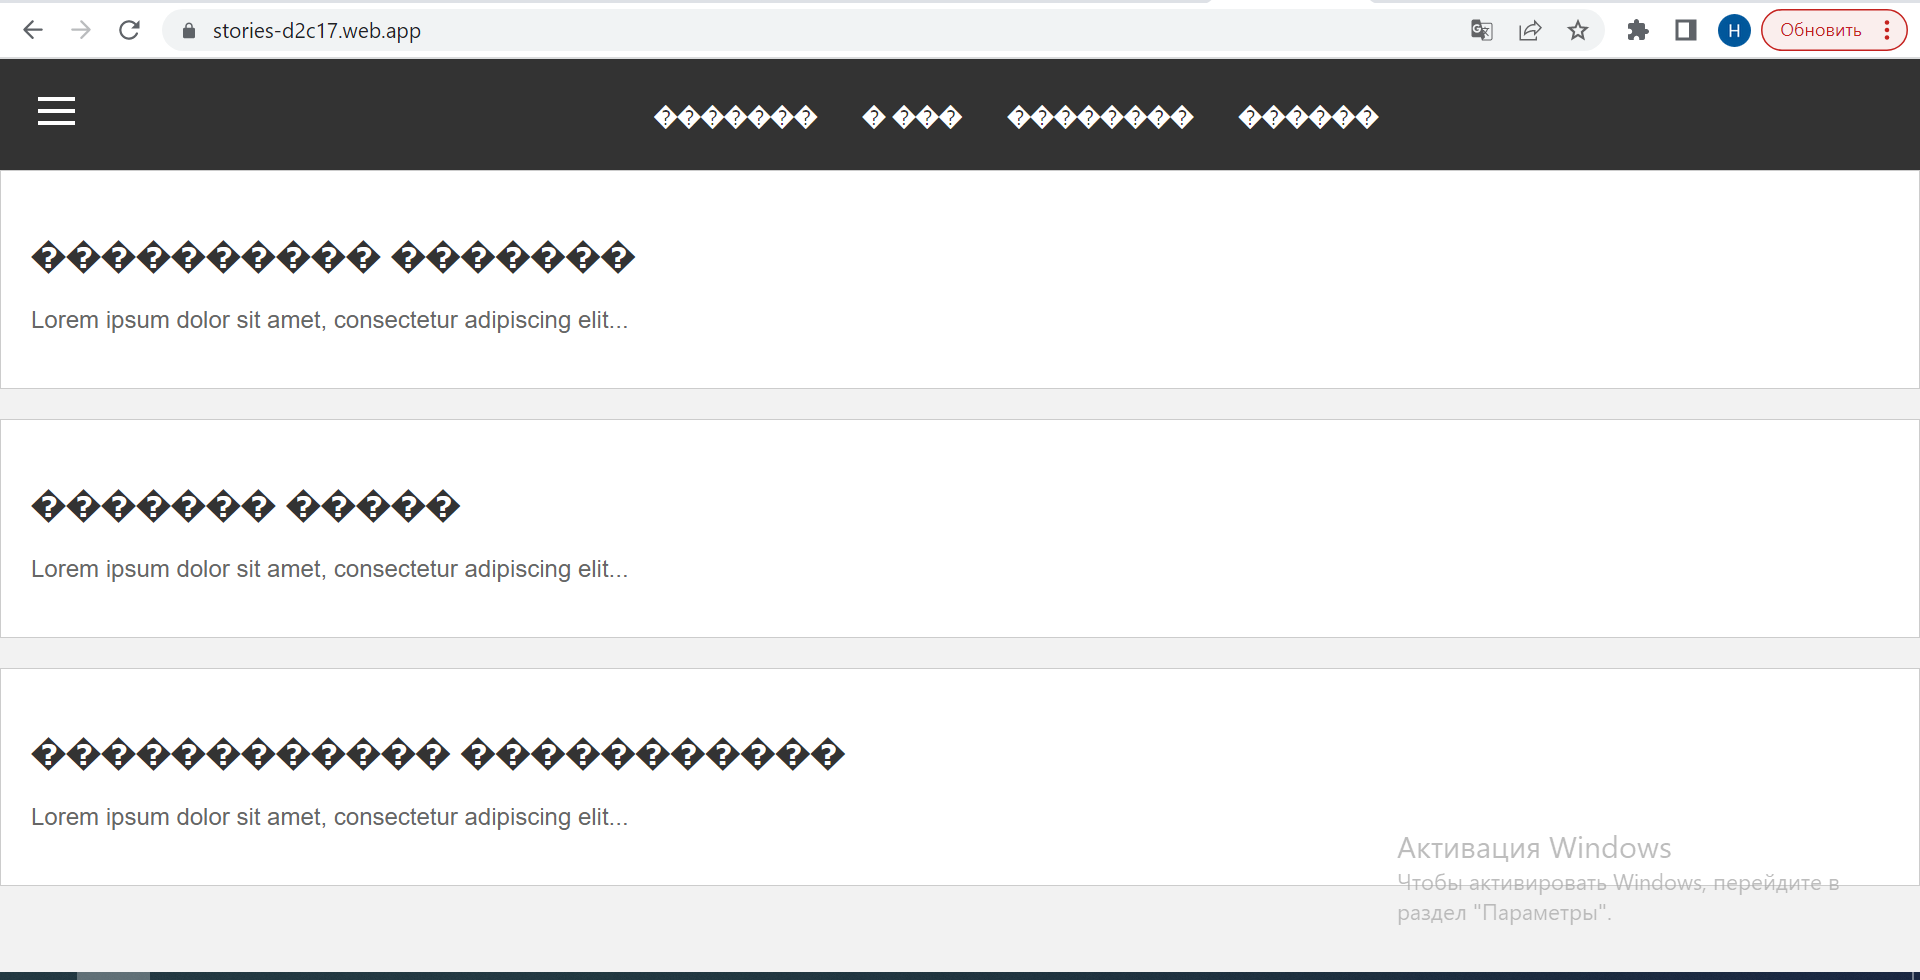 stories-d2c17.web.app
H
Обновить
������� � ��� �������� ������
���������� �������
Lorem ipsum dolor sit amet, consectetur adipiscing elit...
������� �����
Lorem ipsum dolor sit amet, consectetur adipiscing elit...
������������ �����������
Lorem ipsum dolor sit amet, consectetur adipiscing elit...
Активация Windows
Чтобы активировать Windows, перейдите в
раздел "Параметры".